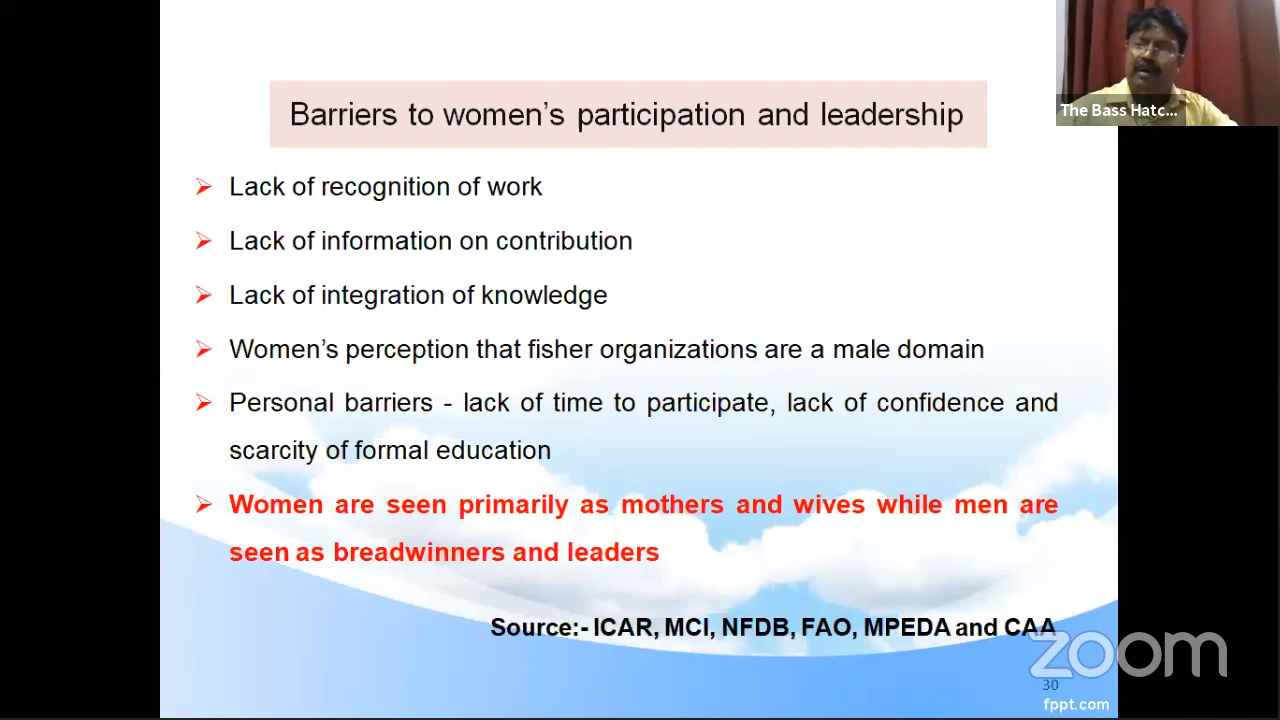 The Bass Hatc...
Barriers to women's participation and leadership
Lack of recognition of work
Lack of information on contribution
Lack of integration of knowledge
Women's perception that fisher organizations are a male domain
Personal barriers - lack of time to participate, lack of confidence and
scarcity of formal education
Women are seen primarily as mothers and wives while men are
seen as breadwinners and leaders
Source:- ICAR, MCI, NFDB, FAO, MPEDA and CAA
zoom
30
fppt.com